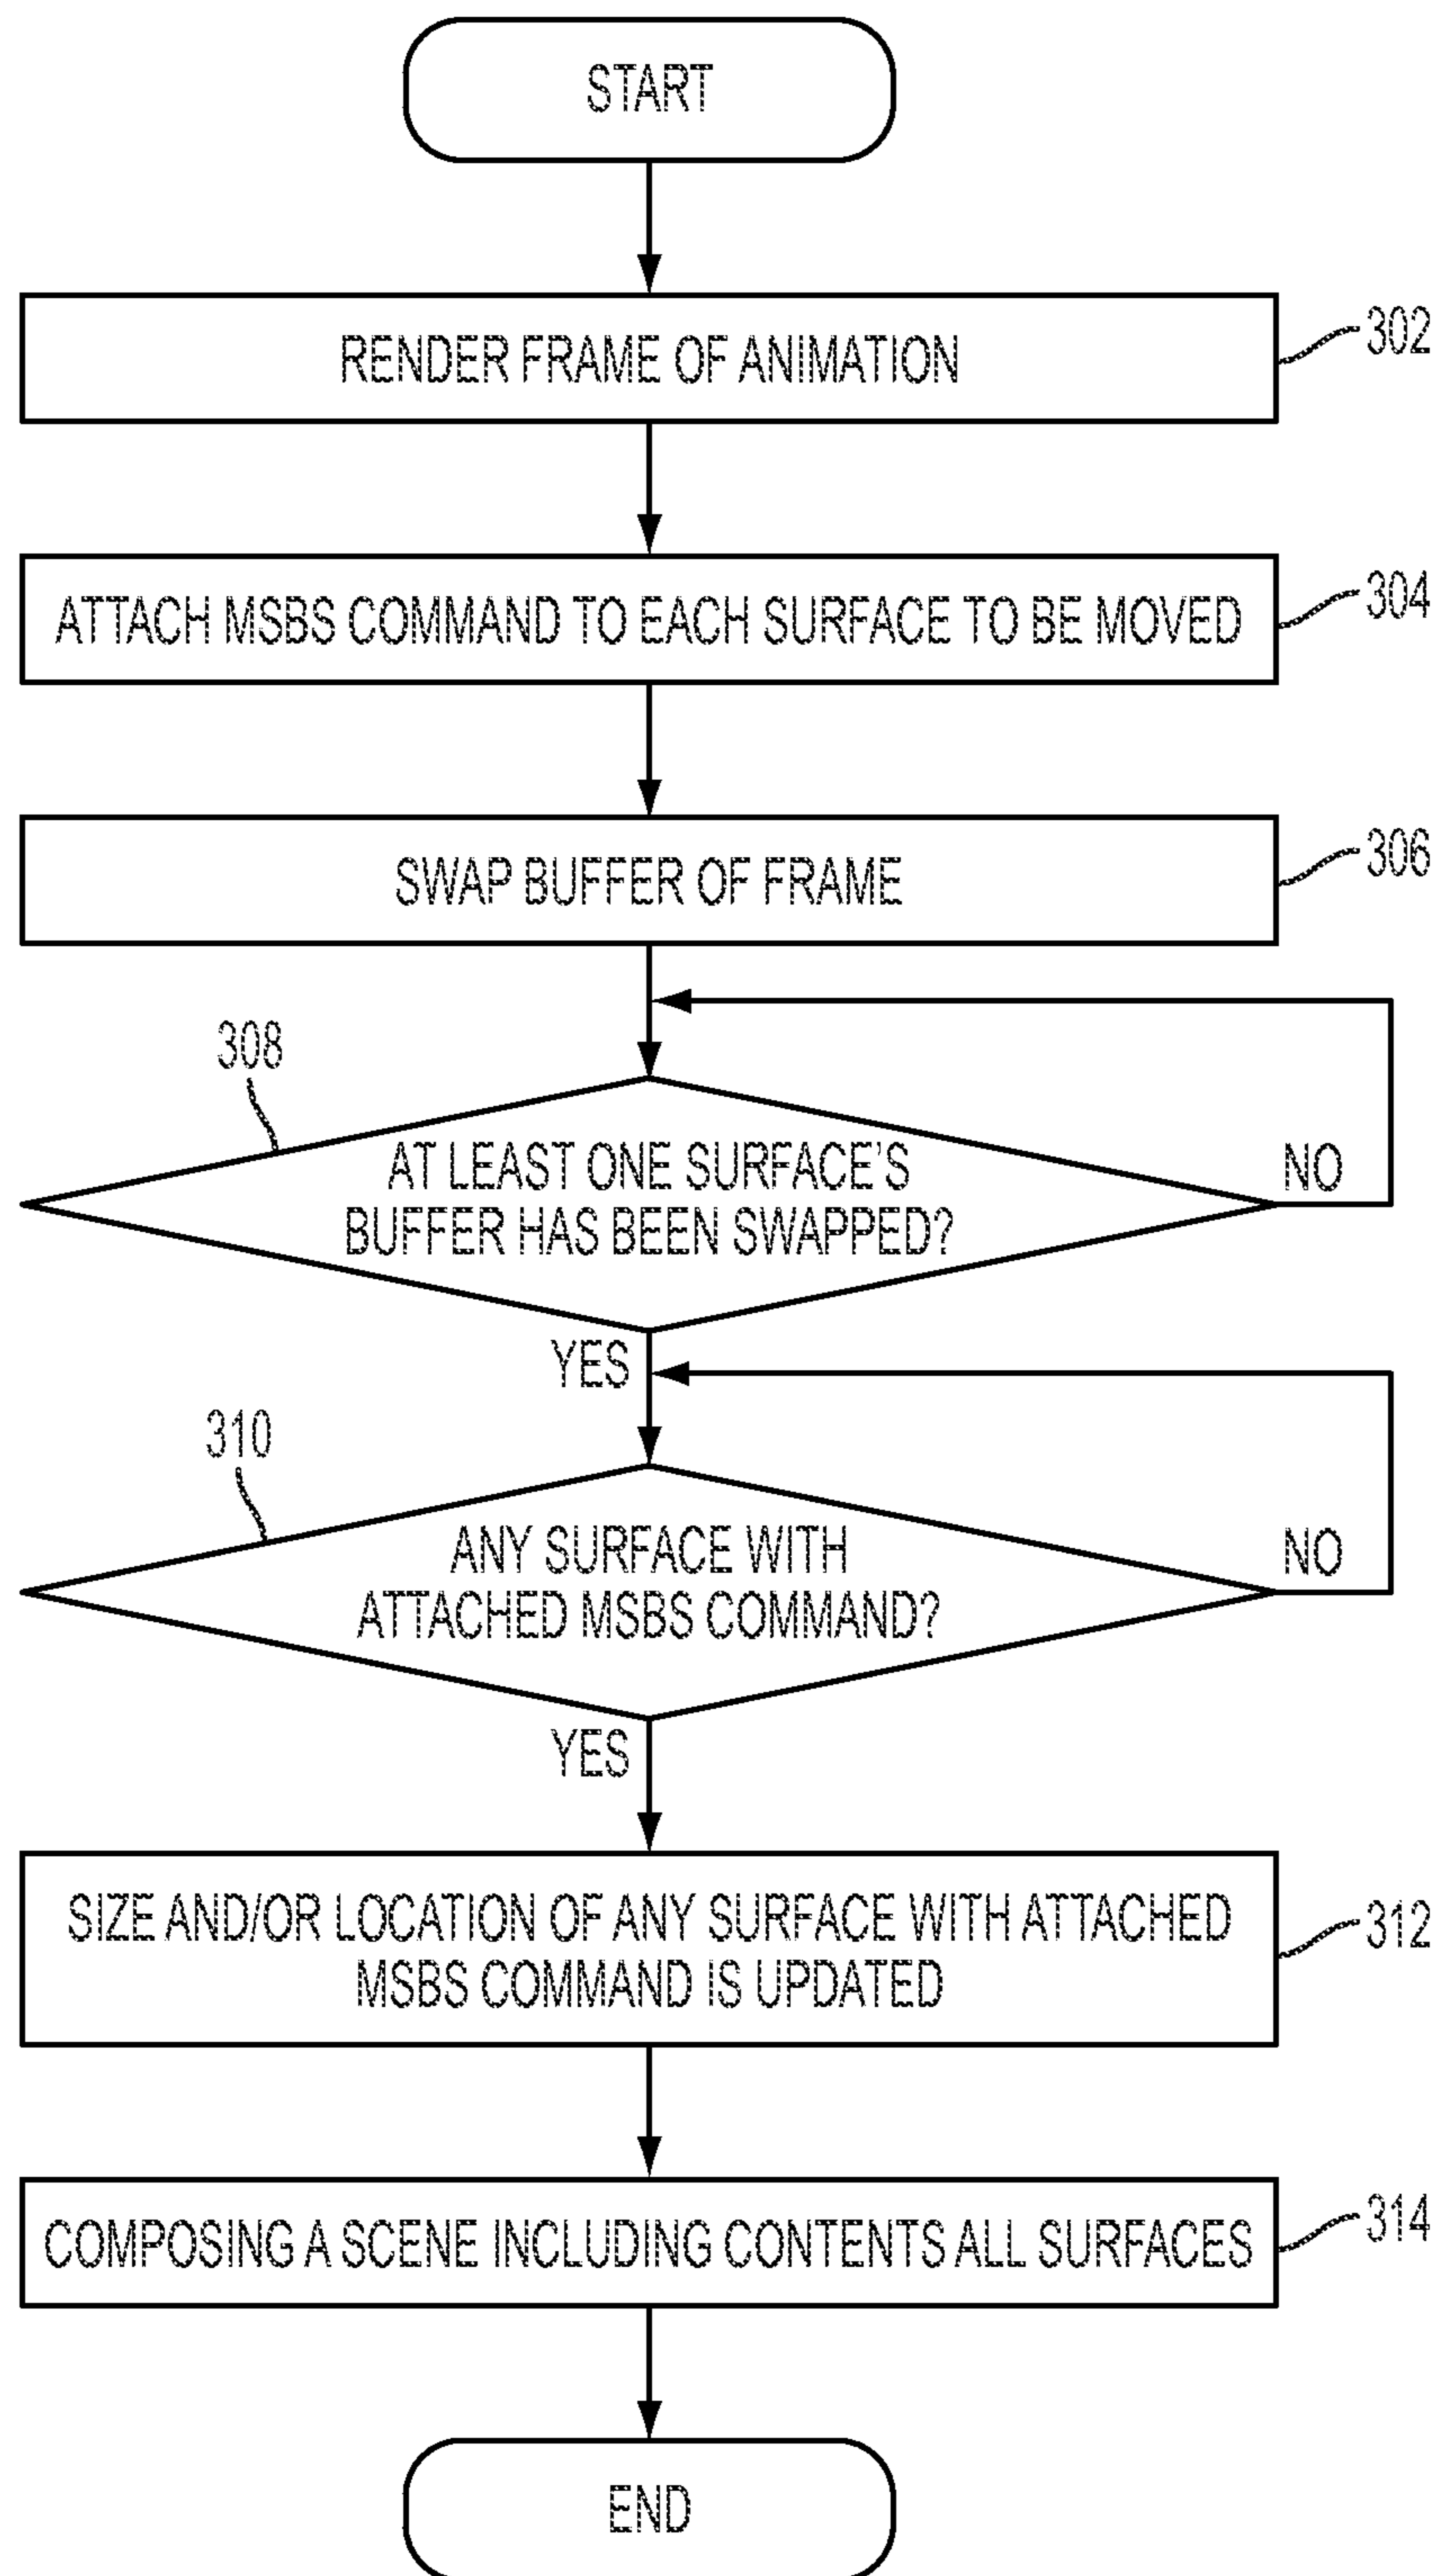 START
RENDER FRAME OF ANIMATION
302
ATTACH MSBS COMMAND TO EACH SURFACE TO BE MOVED
304
SWAP BUFFER OF FRAME
306
308
AT LEAST ONE SURFACE'S
BUFFER HAS BEEN SWAPPED?
NO
YES
310
ANY SURFACE WITH
ATTACHED MSBS COMMAND?
NO
YES
SIZE AND/OR LOCATION OF ANY SURFACE WITH ATTACHED
MSBS COMMAND IS UPDATED
312
COMPOSING A SCENE INCLUDING CONTENTS ALL SURFACES
314
END